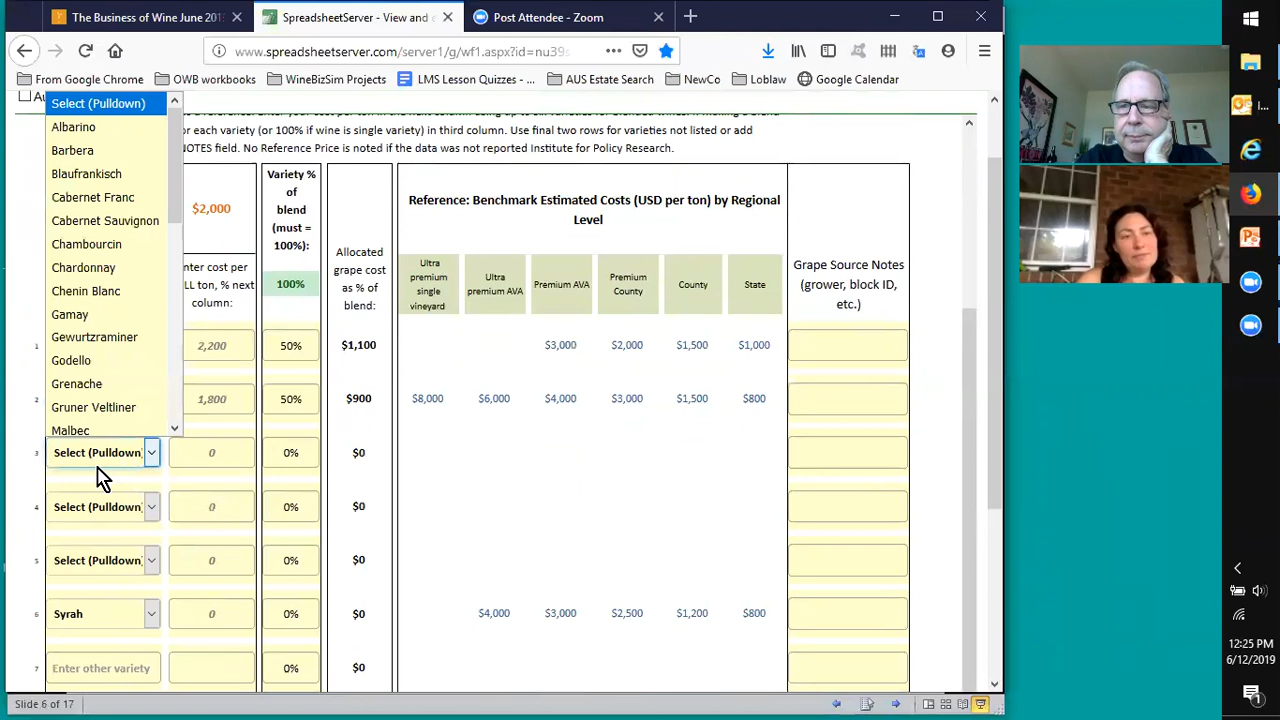 The Business of Wine June 201
SpreadsheetServer - View and e
Post Attendee - Zoom
www.spreadsheetserver.com/server1/g/wf1.aspx?id=nu39s
From Google Chrome
OWB workbooks
WineBizSim Projects
LMS Lesson Quizzes - ...
AUS Estate Search
NewCo
Loblaw
Google Calendar
Au
Select (Pulldown)
Albarino
Barbera
Blaufrankisch
Cabernet Franc
Cabernet Sauvignon
Chambourcin
Chardonnay
Chenin Blanc
Gamay
Gewurtzraminer
Godello
Grenache
Gruner Veltliner
Malbec
or each variety (or 100% if wine is single variety) in third column. Use final two rows for varieties not listed or add
NOTES field. No Reference Price is noted if the data was not reported Institute for Policy Research.
$2,000
Variety % of blend (must = 100%):
100%
nter cost per
LL ton, % next
column:
Allocated grape cost as % of blend:
Reference: Benchmark Estimated Costs (USD per ton) by Regional
Level
Ultra premium single vineyard
Ultra premium AVA
Premium AVA
Premium County
County
State
Grape Source Notes
(grower, block ID,
etc.)
1 2,200 50% $1,100 $3,000 $2,000 $1,500 $1,000
2 1,800 50% $900 $8,000 $6,000 $4,000 $3,000 $1,500 $800
3 Select (Pulldown) 0 0% $0
4 Select (Pulldown) 0 0% $0
5 Select (Pulldown) 0 0% $0
6 Syrah 0 0% $0 $4,000 $3,000 $2,500 $1,200 $800
7 Enter other variety 0% $0
Slide 6 of 17
12:25 PM
6/12/2019
1